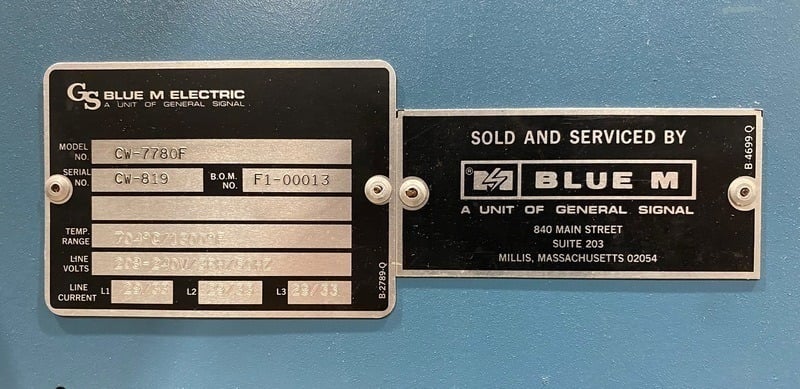 GS BLUE M ELECTRIC
A UNIT OF GENERAL SIGNAL
MODEL NO. CW-7780F
SERIAL NO. CW-819 B.O.M. NO. F1-00013
TEMP. RANGE
LINE VOLTS
LINE CURRENT L1 L2 L3 29/33
B-2789-Q
SOLD AND SERVICED BY
® BLUE M
A UNIT OF GENERAL SIGNAL
840 MAIN STREET
SUITE 203
MILLIS, MASSACHUSETTS 02054
B-4699 Q